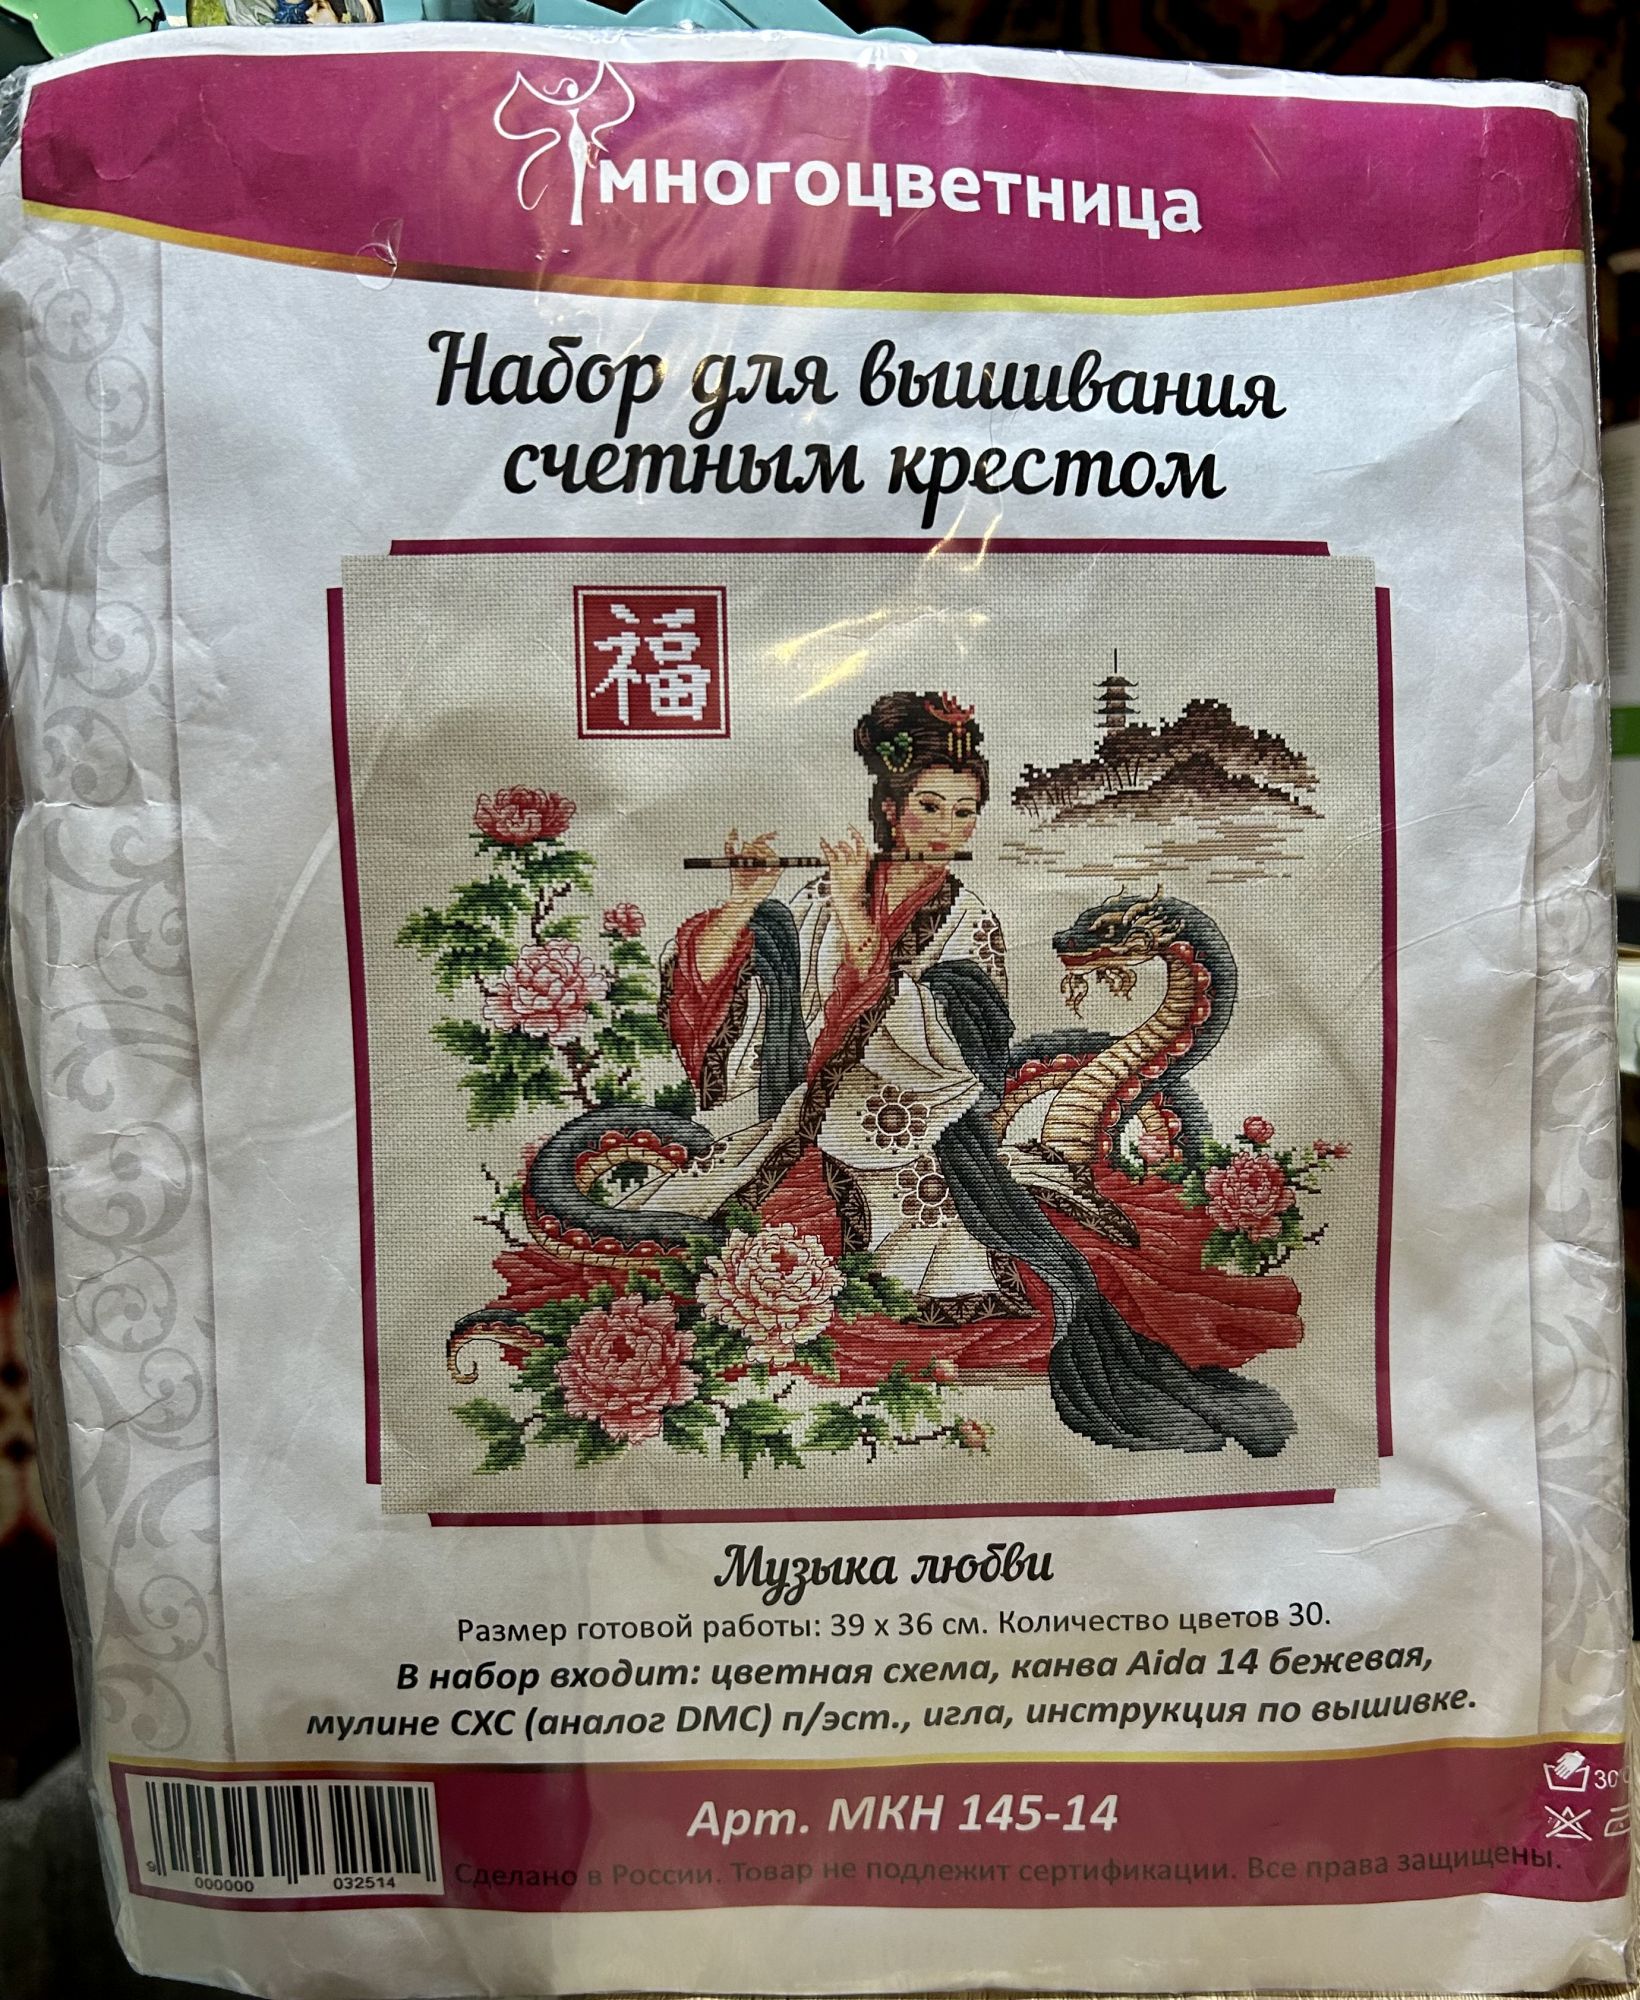 многоцветница
Набор для вышивания
счетным крестом
福
Музыка любви
Размер готовой работы: 39 х 36 см. Количество цветов 30.
В набор входит: цветная схема, канва Aida 14 бежевая,
мулине СХС (аналог DMC) п/эст., игла, инструкция по вышивке.
Арт. МКН 145-14
30°
Сделано в России. Товар не подлежит сертификации. Все права защищены.
9 000000 032514